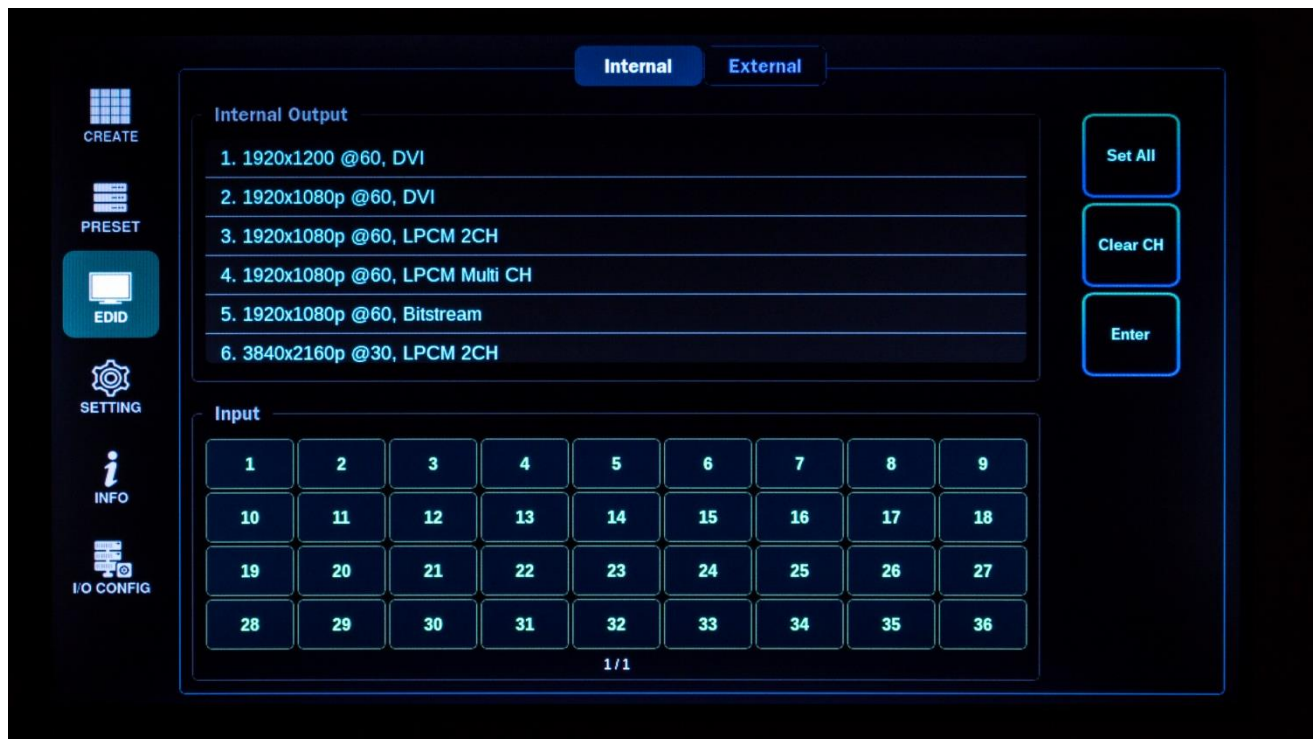 Internal External
CREATE
PRESET
EDID
SETTING
INFO
I/O CONFIG
Internal Output
1. 1920x1200 @60, DVI
2. 1920x1080p @60, DVI
3. 1920x1080p @60, LPCM 2CH
4. 1920x1080p @60, LPCM Multi CH
5. 1920x1080p @60, Bitstream
6. 3840x2160p @30, LPCM 2CH
Input
1 2 3 4 5 6 7 8 9
10 11 12 13 14 15 16 17 18
19 20 21 22 23 24 25 26 27
28 29 30 31 32 33 34 35 36
1/1
Set All
Clear CH
Enter